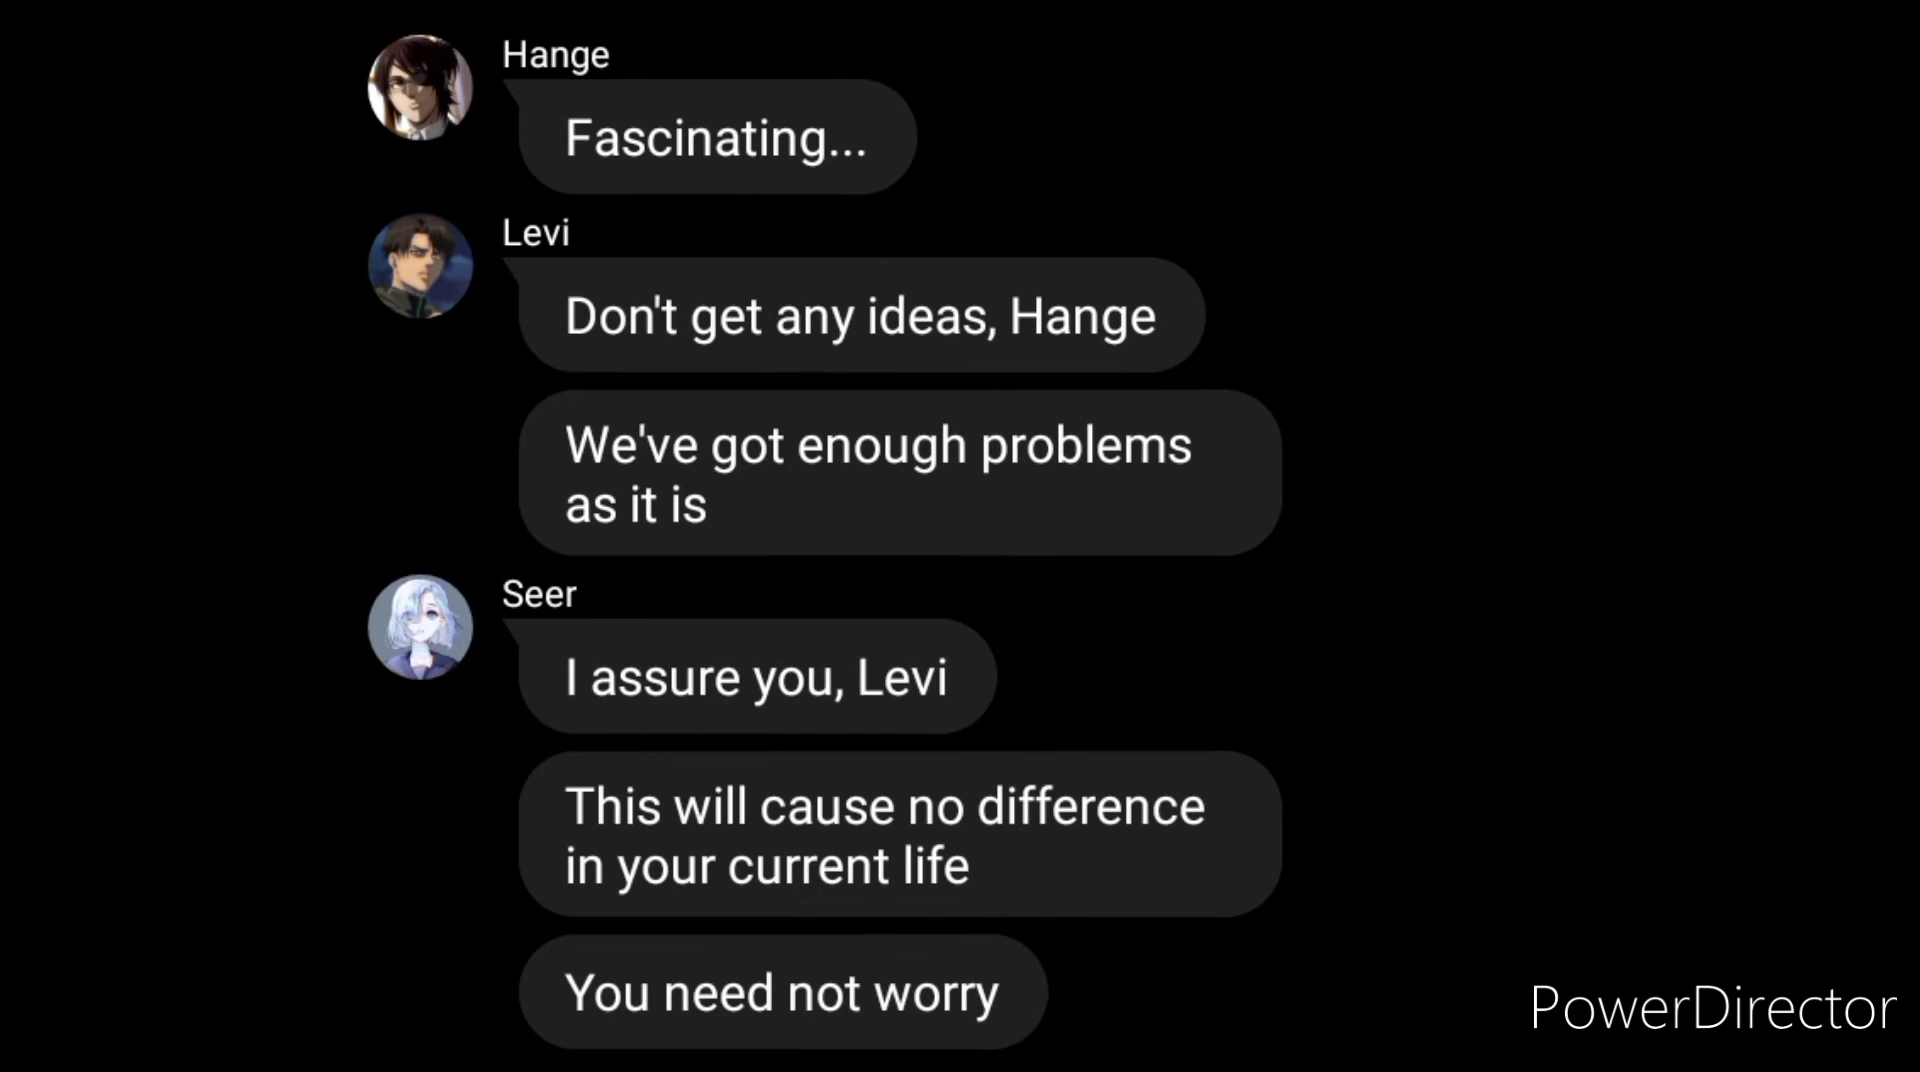 Hange
Fascinating...
Levi
Don't get any ideas, Hange
We've got enough problems
as it is
Seer
I assure you, Levi
This will cause no difference
in your current life
You need not worry
PowerDirector